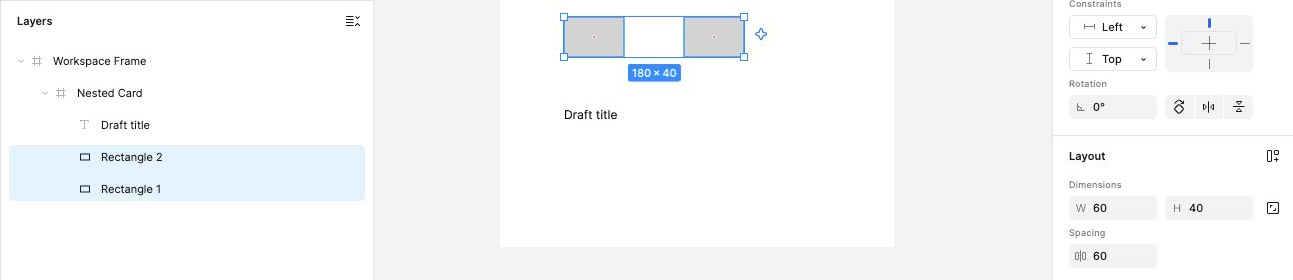 Layers
Workspace Frame
Nested Card
Draft title
Rectangle 2
Rectangle 1
180 × 40
Draft title
Constraints
Left
Top
Rotation
0°
Layout
Dimensions
W 60 H 40
Spacing
60